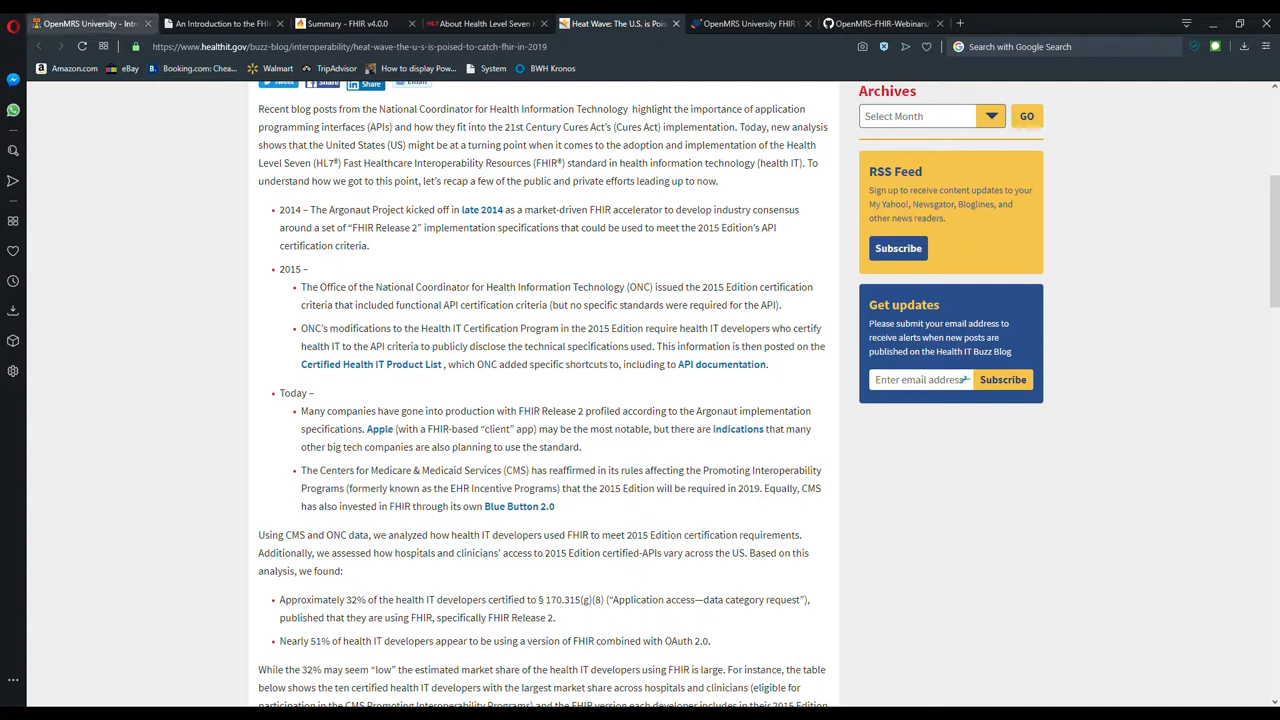 OpenMRS University - Intro
An Introduction to the FHIR
Summary - FHIR v4.0.0
About Health Level Seven I
Heat Wave: The U.S. is Pois
OpenMRS University FHIR
OpenMRS-FHIR-Webinars/
https://www.healthit.gov/buzz-blog/interoperability/heat-wave-the-u-s-is-poised-to-catch-fhir-in-2019
Search with Google Search
Amazon.com
eBay
Booking.com: Chea...
Walmart
TripAdvisor
How to display Pow...
System
BWH Kronos
Tweet
Share
Share
Email
Recent blog posts from the National Coordinator for Health Information Technology highlight the importance of application
programming interfaces (APIs) and how they fit into the 21st Century Cures Act's (Cures Act) implementation. Today, new analysis
shows that the United States (US) might be at a turning point when it comes to the adoption and implementation of the Health
Level Seven (HL7®) Fast Healthcare Interoperability Resources (FHIR®) standard in health information technology (health IT). To
understand how we got to this point, let's recap a few of the public and private efforts leading up to now.
• 2014 – The Argonaut Project kicked off in late 2014 as a market-driven FHIR accelerator to develop industry consensus
around a set of "FHIR Release 2" implementation specifications that could be used to meet the 2015 Edition's API
certification criteria.
• 2015 –
• The Office of the National Coordinator for Health Information Technology (ONC) issued the 2015 Edition certification
criteria that included functional API certification criteria (but no specific standards were required for the API).
• ONC's modifications to the Health IT Certification Program in the 2015 Edition require health IT developers who certify
health IT to the API criteria to publicly disclose the technical specifications used. This information is then posted on the
Certified Health IT Product List , which ONC added specific shortcuts to, including to API documentation.
• Today –
• Many companies have gone into production with FHIR Release 2 profiled according to the Argonaut implementation
specifications. Apple (with a FHIR-based "client" app) may be the most notable, but there are indications that many
other big tech companies are also planning to use the standard.
• The Centers for Medicare & Medicaid Services (CMS) has reaffirmed in its rules affecting the Promoting Interoperability
Programs (formerly known as the EHR Incentive Programs) that the 2015 Edition will be required in 2019. Equally, CMS
has also invested in FHIR through its own Blue Button 2.0
Using CMS and ONC data, we analyzed how health IT developers used FHIR to meet 2015 Edition certification requirements.
Additionally, we assessed how hospitals and clinicians' access to 2015 Edition certified-APIs vary across the US. Based on this
analysis, we found:
• Approximately 32% of the health IT developers certified to § 170.315(g)(8) ("Application access—data category request"),
published that they are using FHIR, specifically FHIR Release 2.
• Nearly 51% of health IT developers appear to be using a version of FHIR combined with OAuth 2.0.
While the 32% may seem "low" the estimated market share of the health IT developers using FHIR is large. For instance, the table
below shows the ten certified health IT developers with the largest market share across hospitals and clinicians (eligible for
participation in the CMS Promoting Interoperability Programs) and the FHIR version each developer includes in their 2015 Edition
Archives
Select Month
GO
RSS Feed
Sign up to receive content updates to your
My Yahoo!, Newsgator, Bloglines, and
other news readers.
Subscribe
Get updates
Please submit your email address to
receive alerts when new posts are
published on the Health IT Buzz Blog
Enter email address
Subscribe